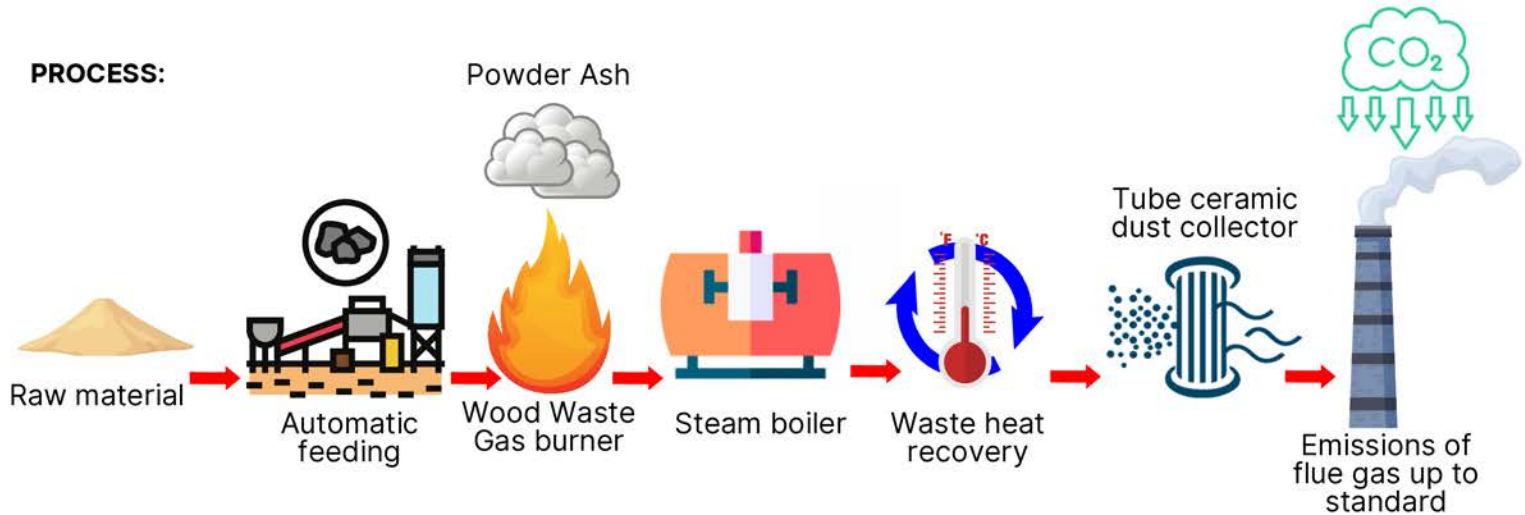 PROCESS:
Powder Ash
CO₂
Tube ceramic
dust collector
°F °C
Raw material
Automatic
feeding
Wood Waste
Gas burner
Steam boiler
Waste heat
recovery
Emissions of
flue gas up to
standard